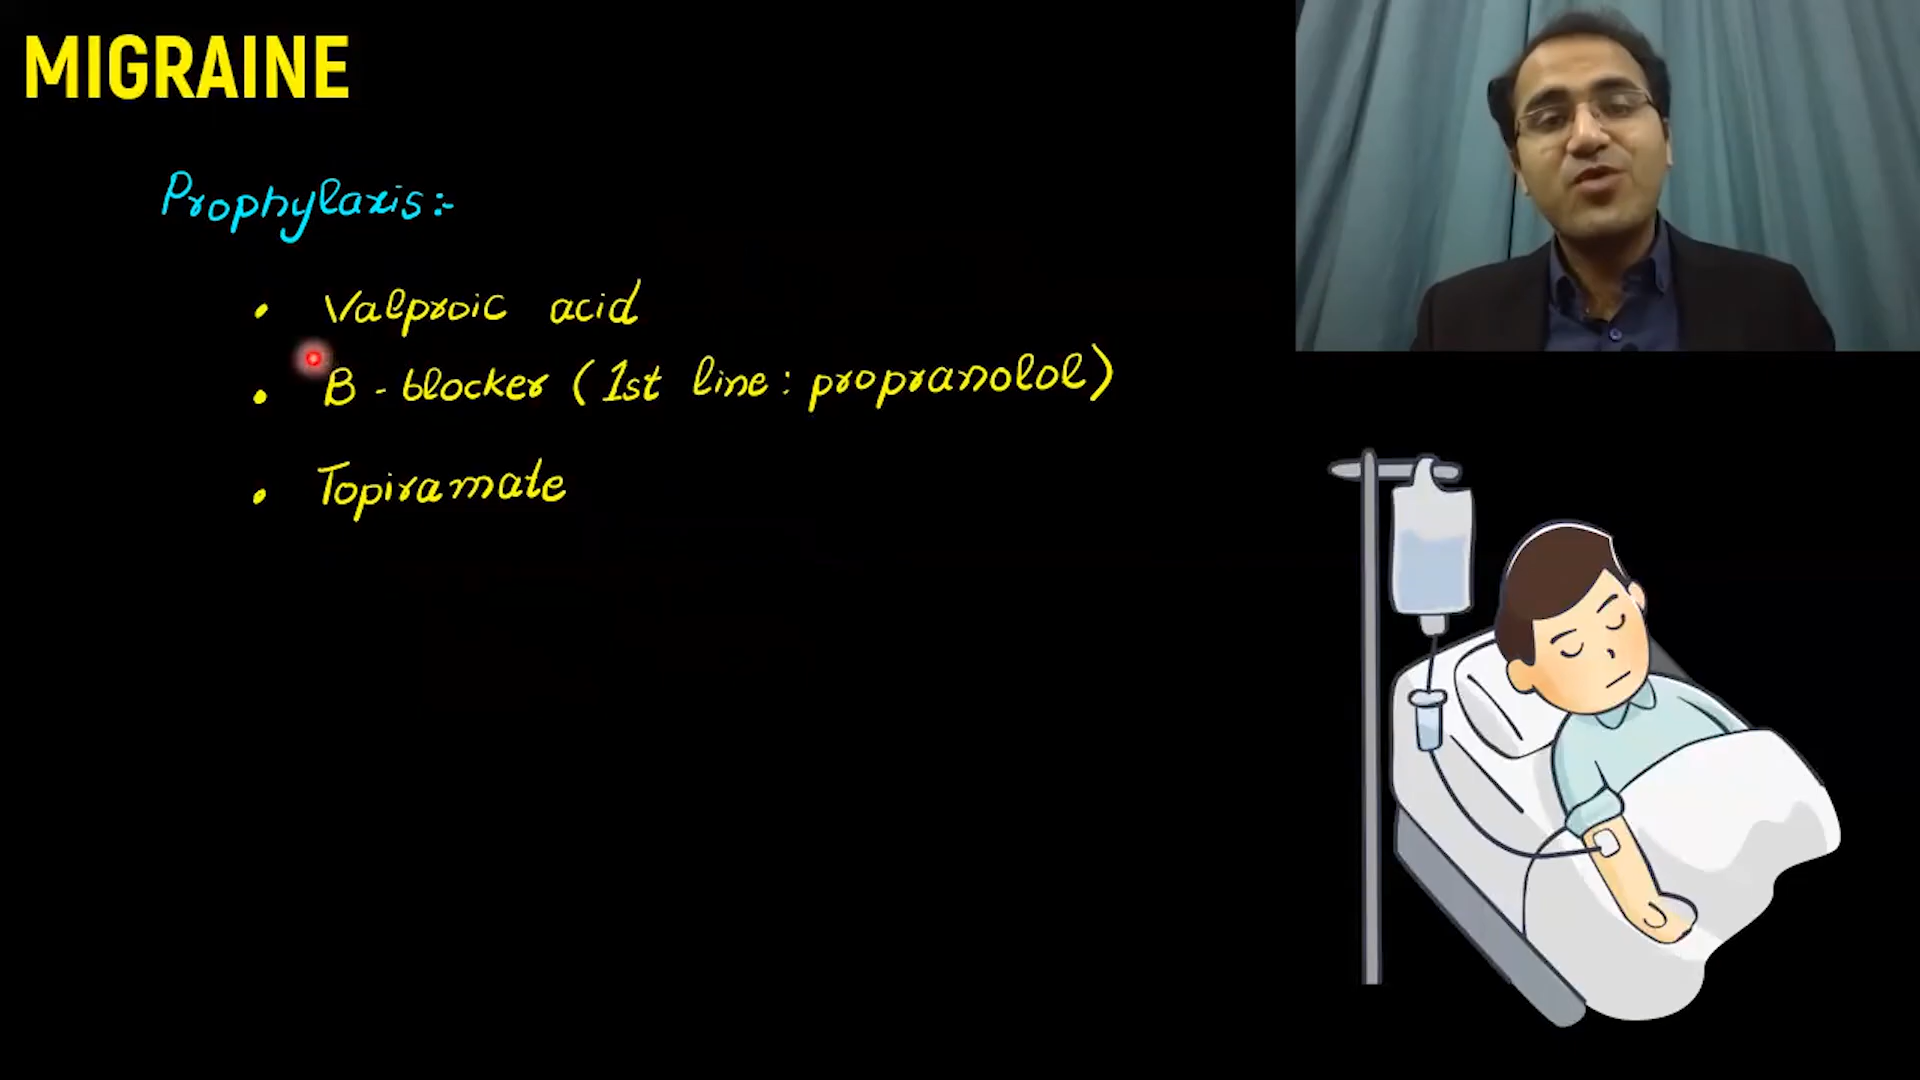 MIGRAINE
Prophylaxis:-
• Valproic acid
• B-blocker (1st line: propranolol)
• Topiramate